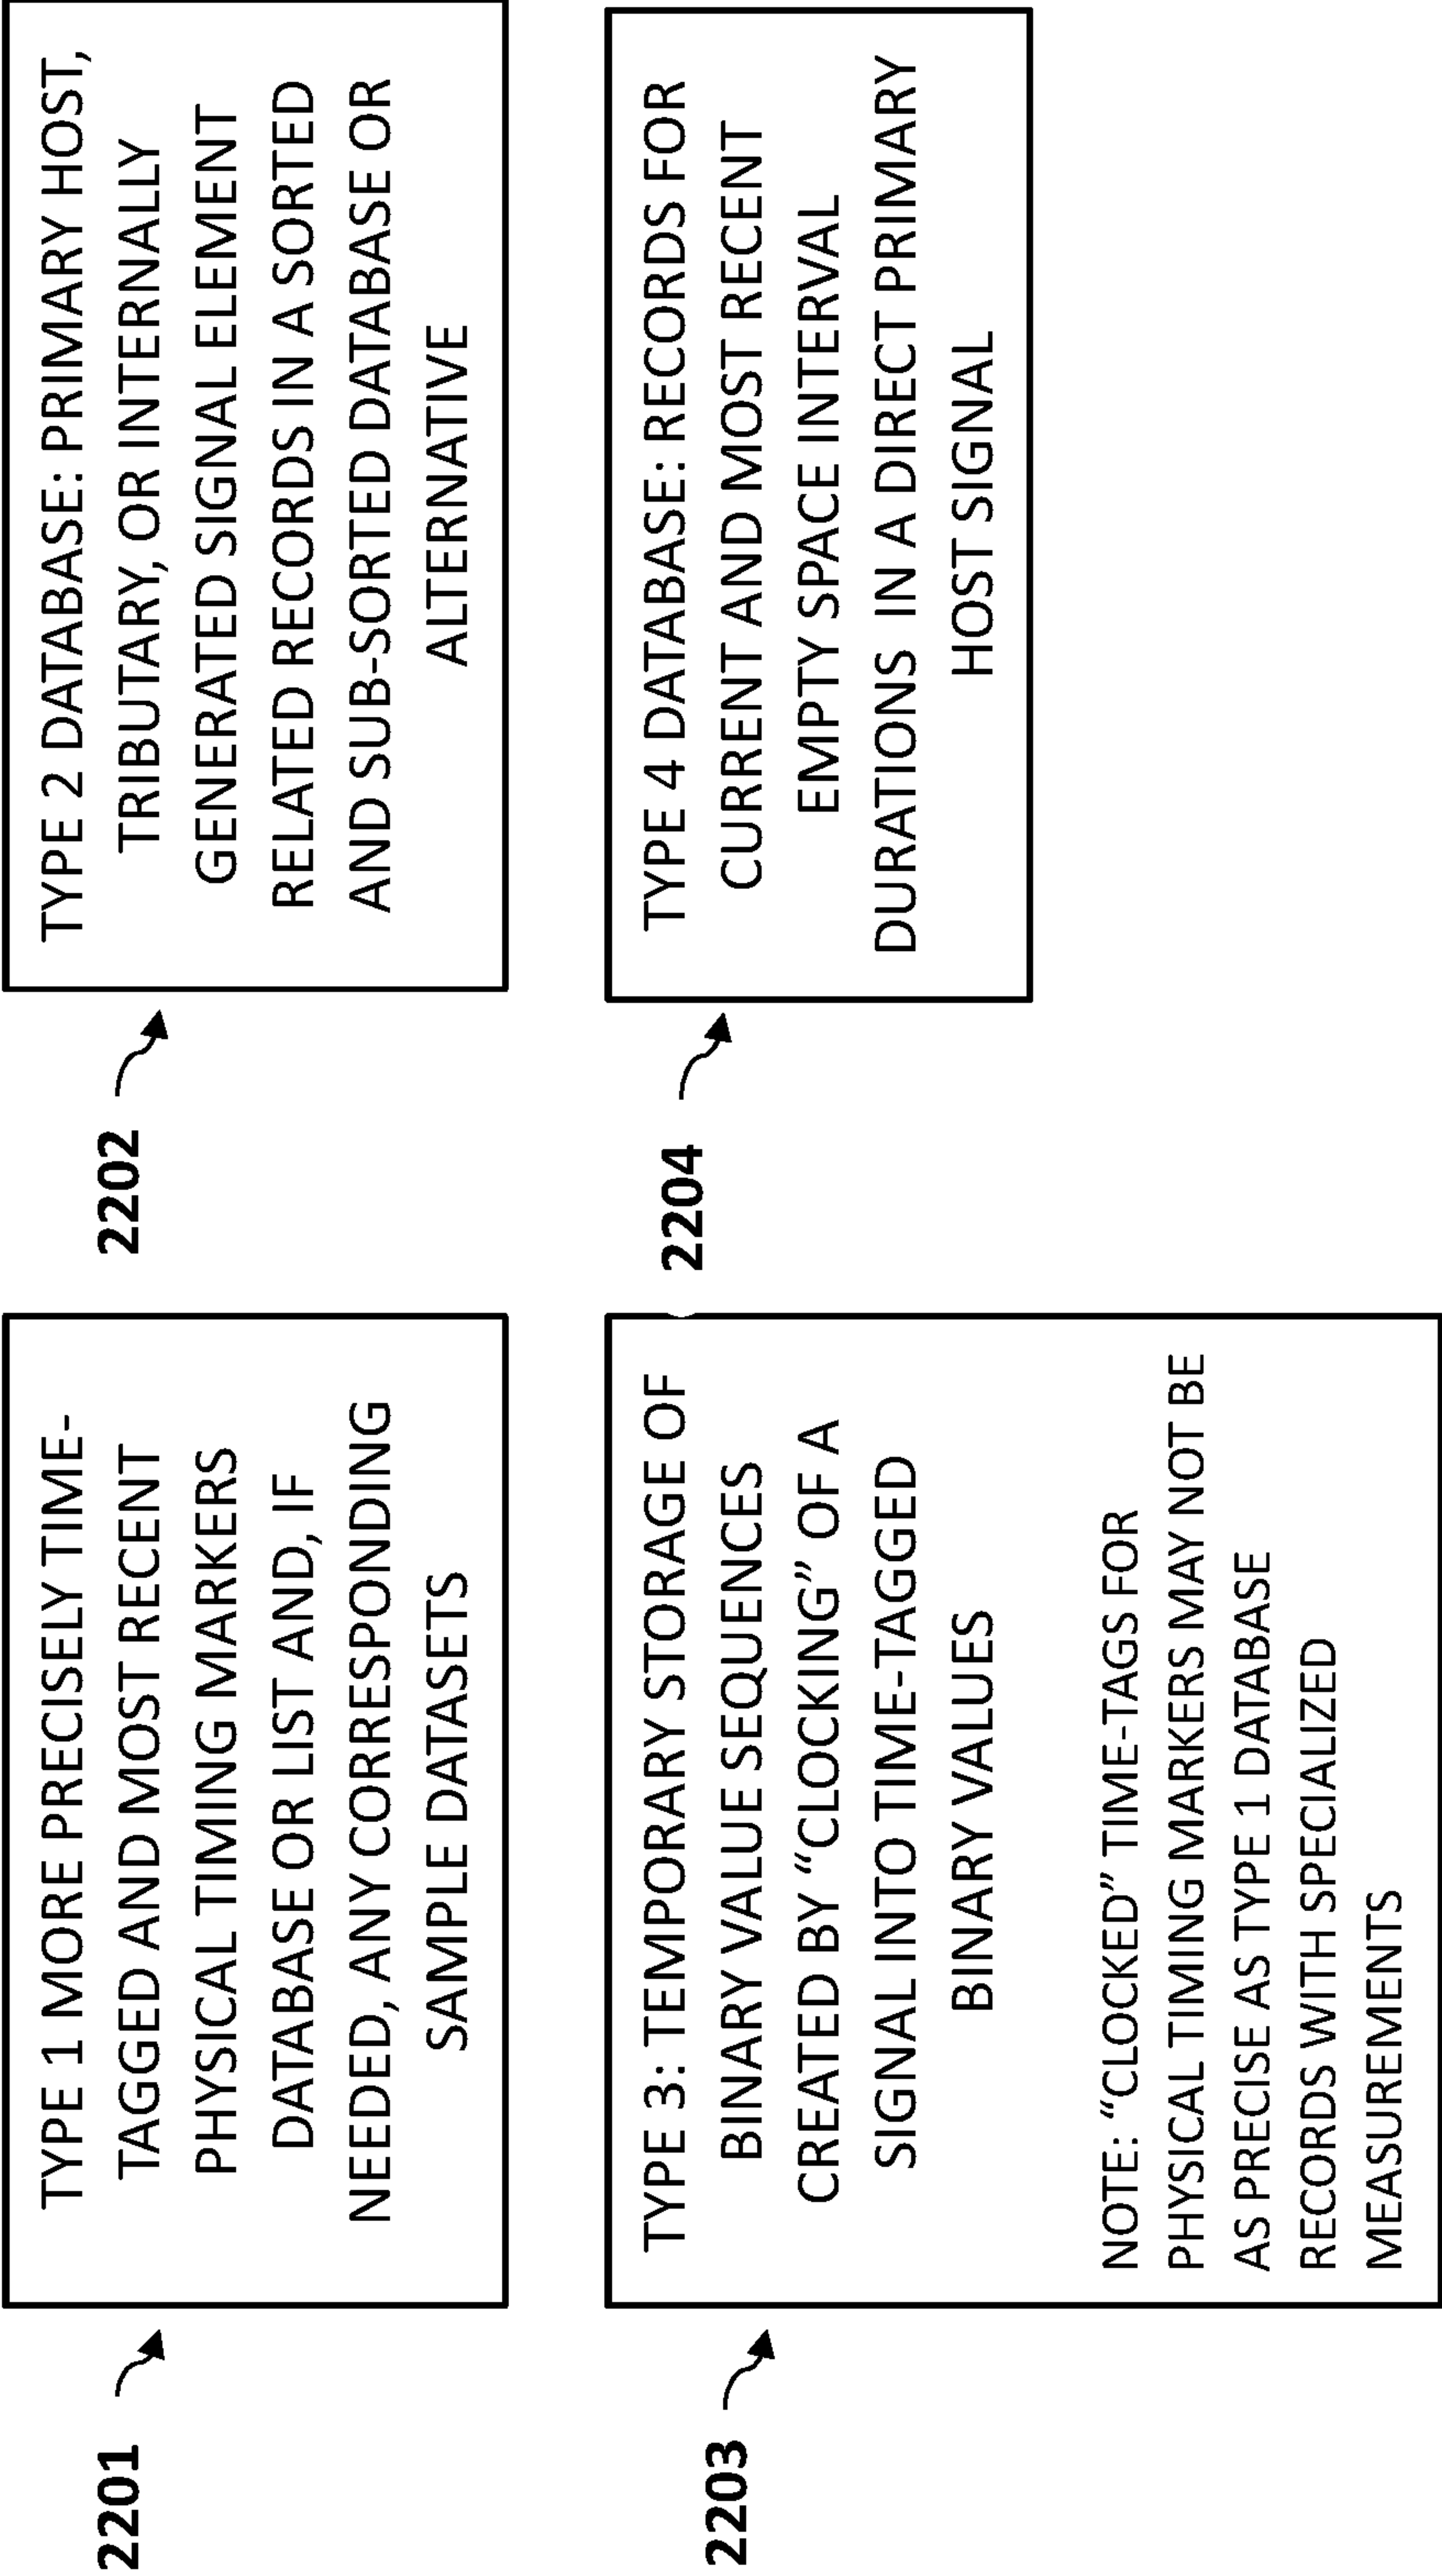 2201
TYPE 1 MORE PRECISELY TIME-
TAGGED AND MOST RECENT
PHYSICAL TIMING MARKERS
DATABASE OR LIST AND, IF
NEEDED, ANY CORRESPONDING
SAMPLE DATASETS
2202
TYPE 2 DATABASE: PRIMARY HOST,
TRIBUTARY, OR INTERNALLY
GENERATED SIGNAL ELEMENT
RELATED RECORDS IN A SORTED
AND SUB-SORTED DATABASE OR
ALTERNATIVE
2203
TYPE 3: TEMPORARY STORAGE OF
BINARY VALUE SEQUENCES
CREATED BY “CLOCKING” OF A
SIGNAL INTO TIME-TAGGED
BINARY VALUES
NOTE: “CLOCKED” TIME-TAGS FOR
PHYSICAL TIMING MARKERS MAY NOT BE
AS PRECISE AS TYPE 1 DATABASE
RECORDS WITH SPECIALIZED
MEASUREMENTS
2204
TYPE 4 DATABASE: RECORDS FOR
CURRENT AND MOST RECENT
EMPTY SPACE INTERVAL
DURATIONS IN A DIRECT PRIMARY
HOST SIGNAL